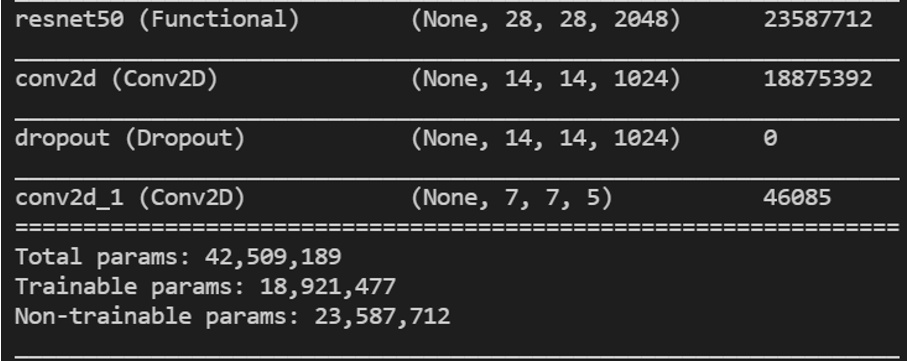 resnet50 (Functional) (None, 28, 28, 2048) 23587712
conv2d (Conv2D) (None, 14, 14, 1024) 18875392
dropout (Dropout) (None, 14, 14, 1024) 0
conv2d_1 (Conv2D) (None, 7, 7, 5) 46085
=================================================================
Total params: 42,509,189
Trainable params: 18,921,477
Non-trainable params: 23,587,712